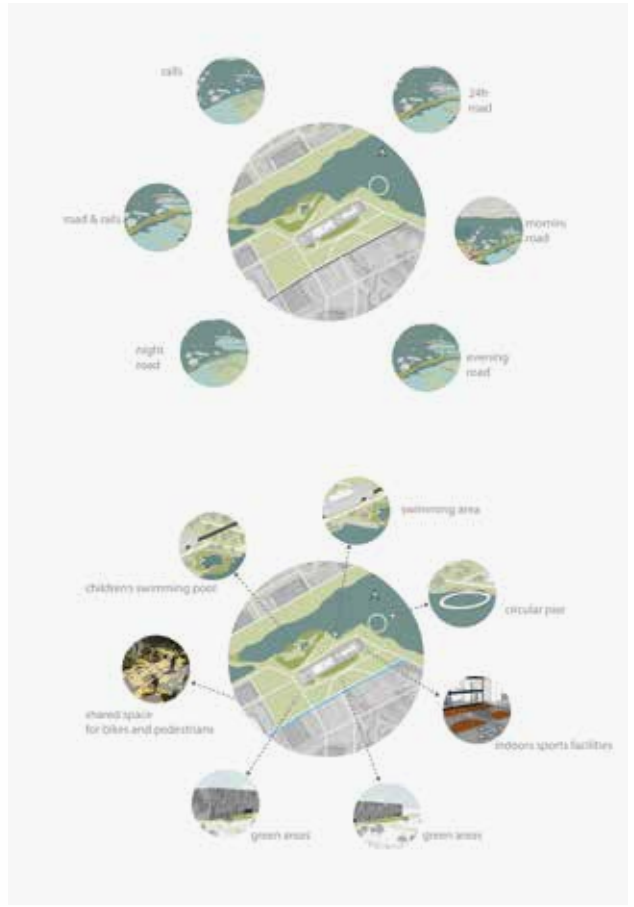 rails
24h
road
road & rails
morning
road
night
road
evening
road
swimming area
children's swimming pool
circular pier
shared space
for bikes and pedestrians
indoors sports facilities
green areas
green areas